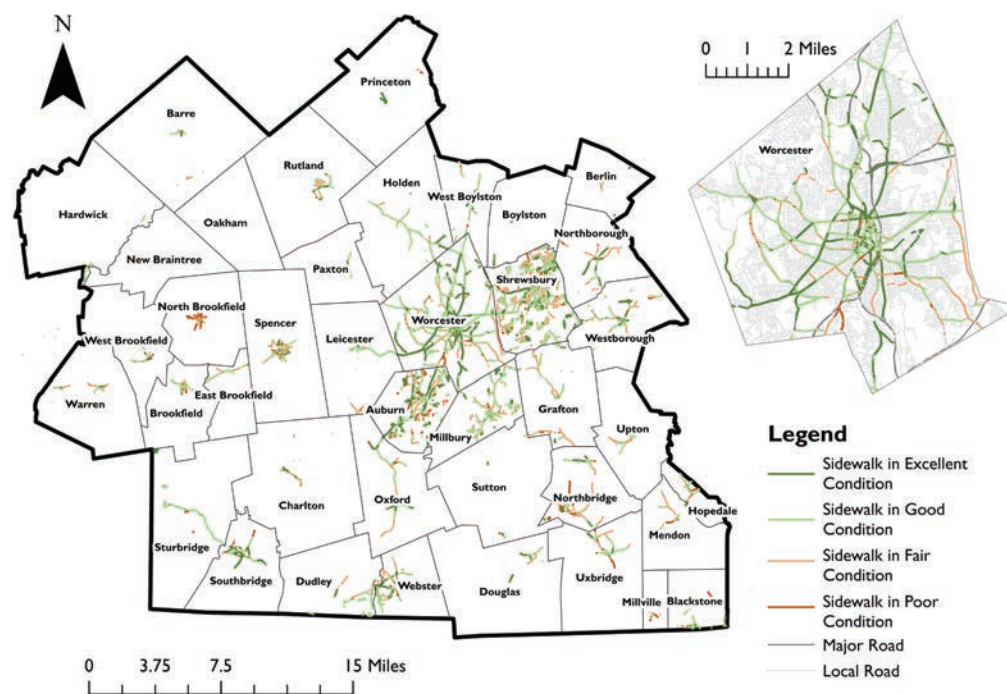 N
0 1 2 Miles
Princeton
Barre
Worcester
Rutland
Holden
Berlin
West Boylston
Hardwick
Oakham
Boylston
Northborough
New Braintree
Paxton
Shrewsbury
North Brookfield
Spencer
Worcester
Leicester
West Brookfield
Westborough
East Brookfield
Warren
Brookfield
Auburn
Grafton
Millbury
Upton
Legend
Sidewalk in Excellent
Condition
Sidewalk in Good
Condition
Sidewalk in Fair
Condition
Sidewalk in Poor
Condition
Major Road
Local Road
Charlton
Oxford
Sutton
Northbridge
Hopedale
Mendon
Sturbridge
Southbridge
Dudley
Webster
Douglas
Uxbridge
Millville
Blackstone
0 3.75 7.5 15 Miles